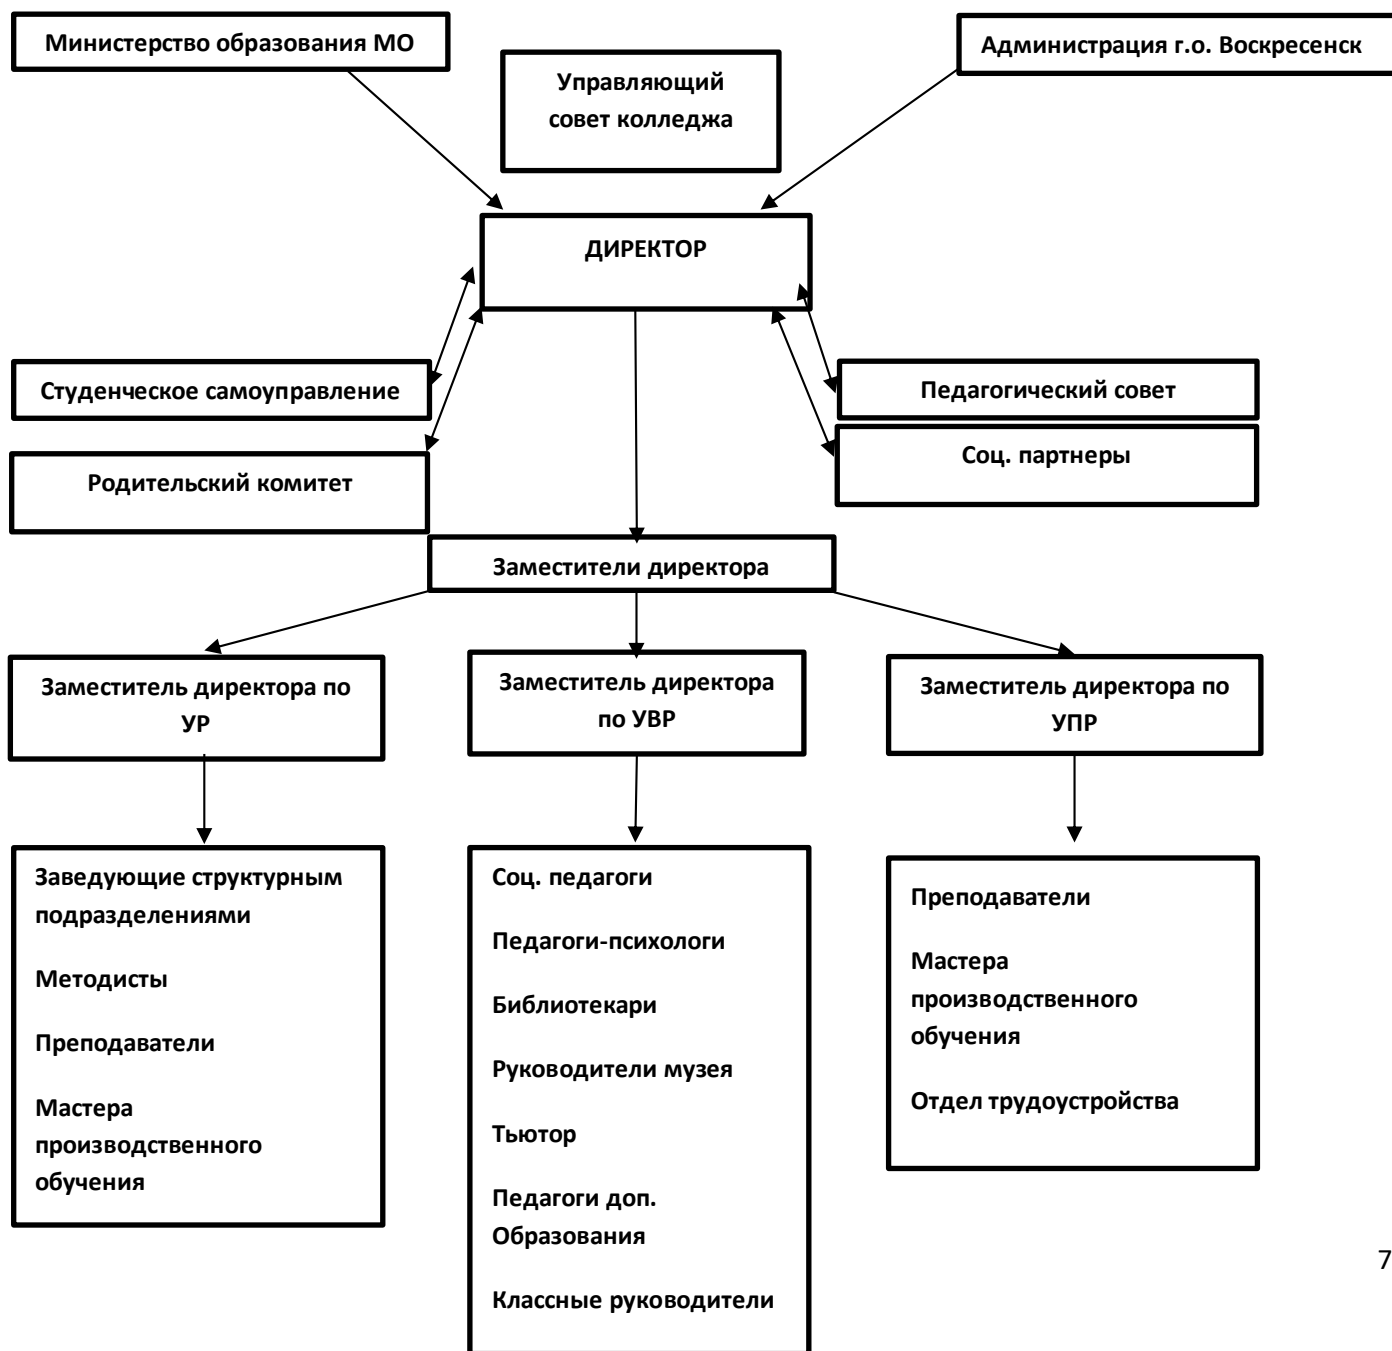 Министерство образования МО
Управляющий
совет колледжа
Администрация г.о. Воскресенск
ДИРЕКТОР
Студенческое самоуправление
Педагогический совет
Родительский комитет
Соц. партнеры
Заместители директора
Заместитель директора по
УР
Заместитель директора
по УВР
Заместитель директора по
УПР
Заведующие структурным
подразделениями
Методисты
Преподаватели
Мастера
производственного
обучения
Соц. педагоги
Педагоги-психологи
Библиотекари
Руководители музея
Тьютор
Педагоги доп.
Образования
Классные руководители
Преподаватели
Мастера
производственного
обучения
Отдел трудоустройства
7